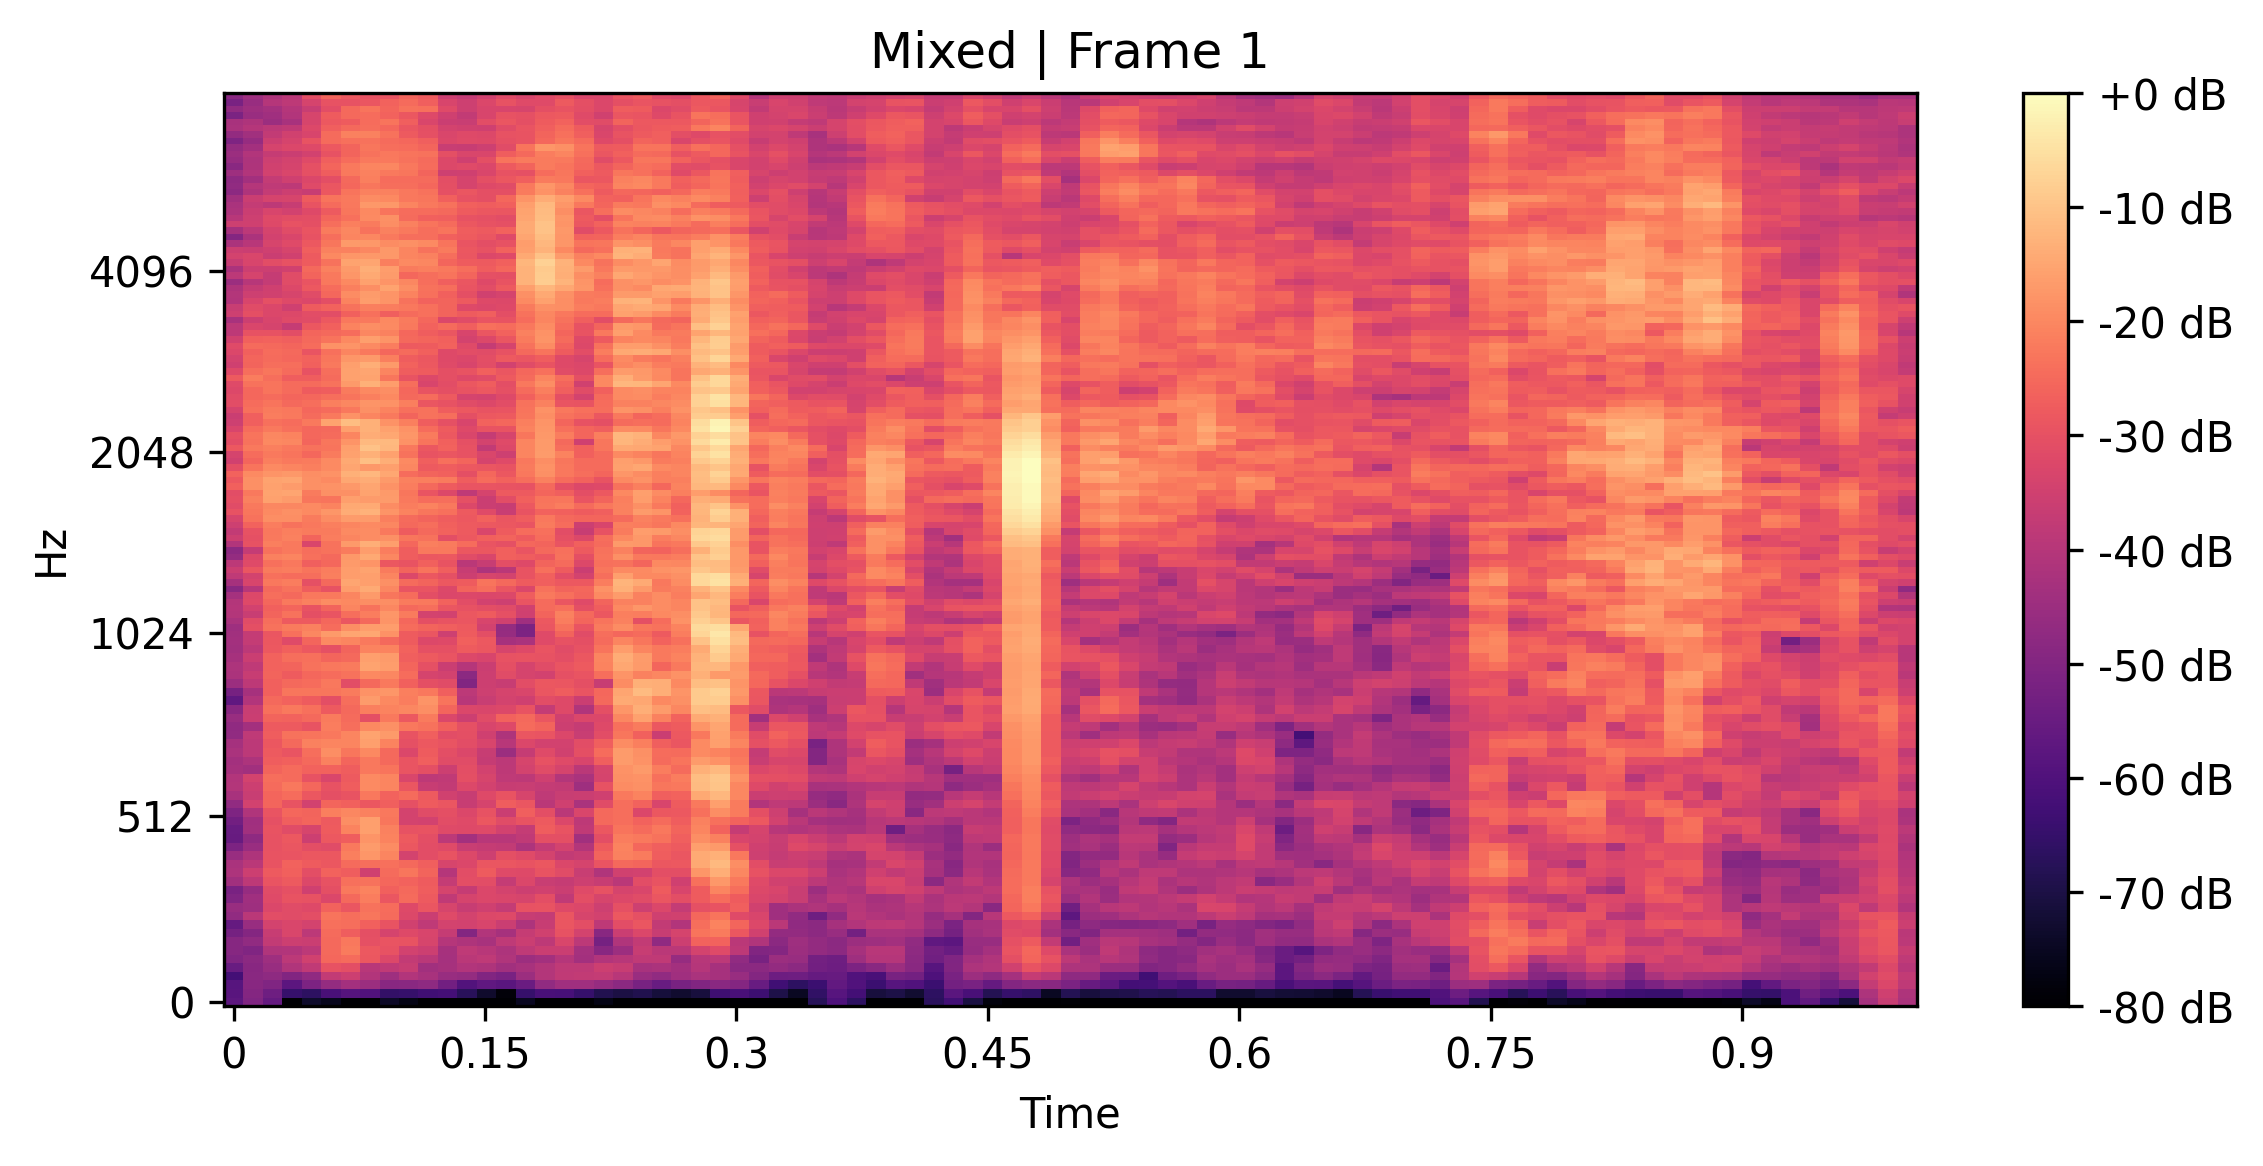 Mixed | Frame 1
+0 dB
-10 dB
-20 dB
-30 dB
-40 dB
-50 dB
-60 dB
-70 dB
-80 dB
Hz
4096
2048
1024
512
0
0 0.15 0.3 0.45 0.6 0.75 0.9
Time